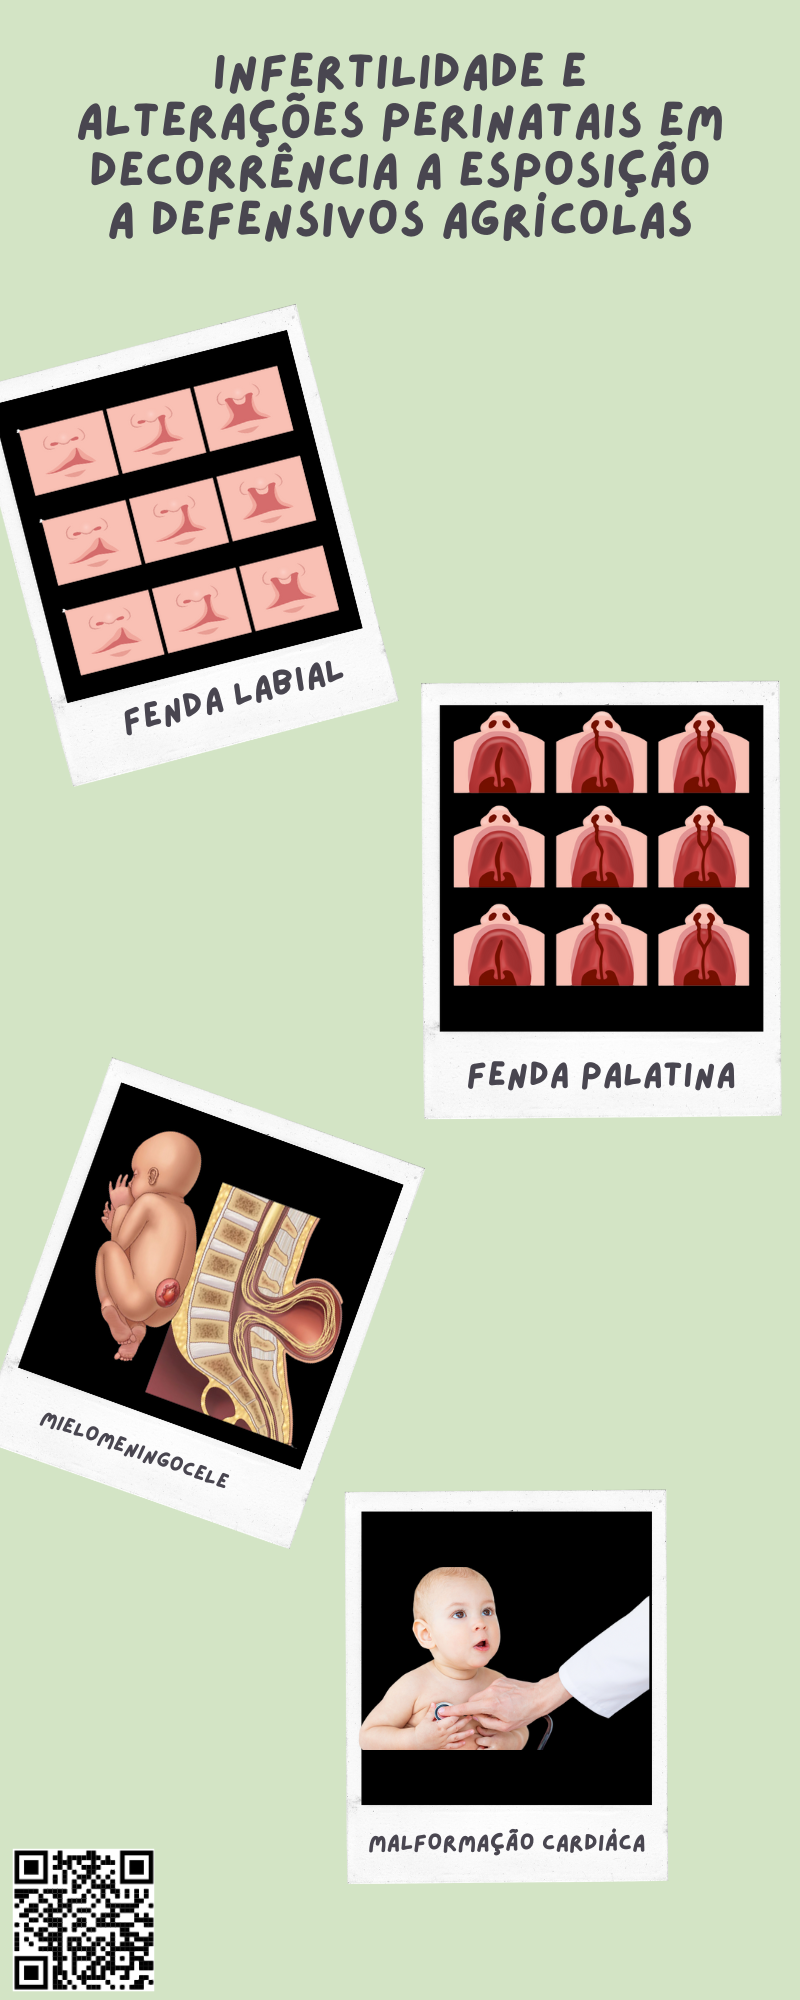 INFERTILIDADE E
ALTERAÇÕES PERINATAIS EM
DECORRÊNCIA A ESPOSIÇÃO
A DEFENSIVOS AGRÍCOLAS
FENDA LABIAL
FENDA PALATINA
MIELOMENINGOCELE
MALFORMAÇÃO CARDIÁCA